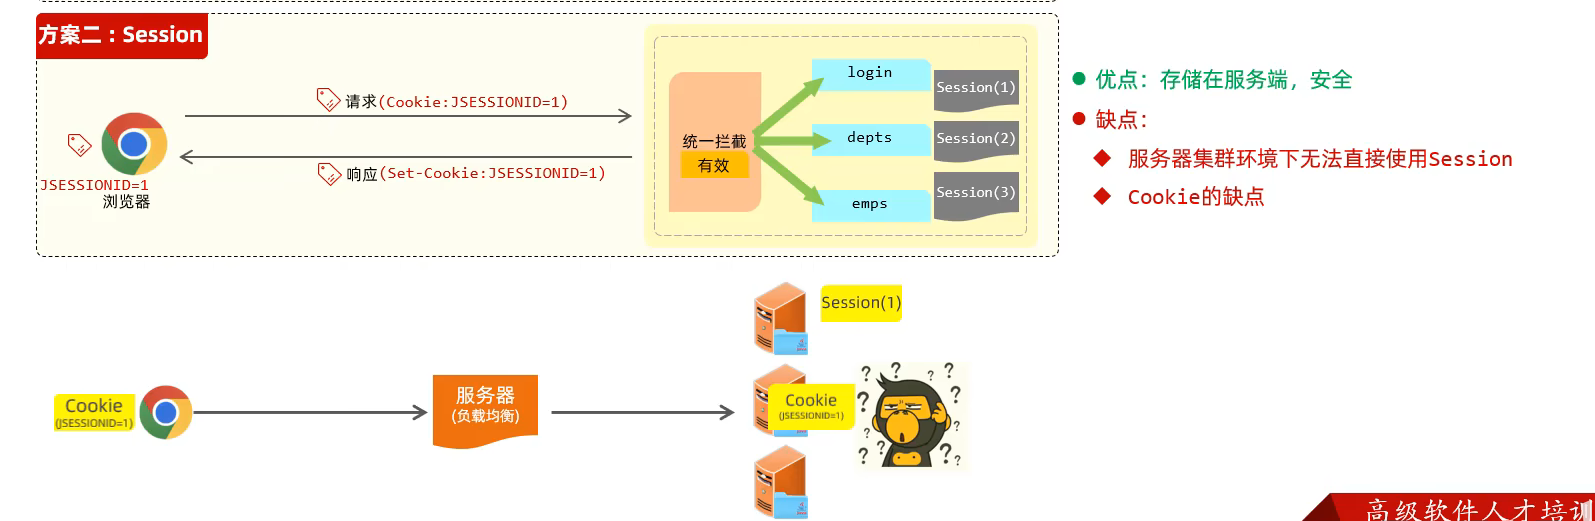 方案二：Session
请求(Cookie:JSESSIONID=1)
响应(Set-Cookie:JSESSIONID=1)
JSESSIONID=1
浏览器
统一拦截
有效
login
depts
emps
Session(1)
Session(2)
Session(3)
优点：存储在服务端，安全
缺点：
服务器集群环境下无法直接使用Session
Cookie的缺点
Cookie
(JSESSIONID=1)
服务器
(负载均衡)
Session(1)
Cookie
(JSESSIONID=1)
? ? ? ? ? ? ? ? ? ? ?
高级软件人才培训